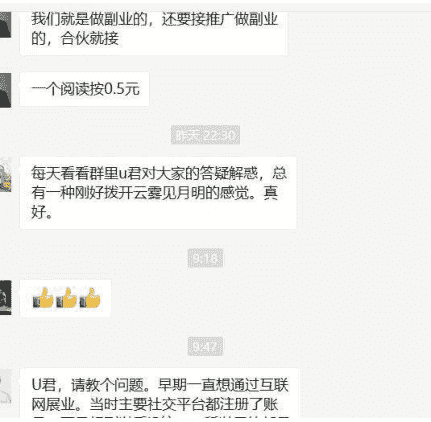 我们就是做副业的，还要接推广做副业
的，合伙就接
一个阅读按0.5元
昨天 22:30
每天看看群里u君对大家的答疑解惑，总
有一种刚好拨开云雾见月明的感觉。真
好。
9:18
9:47
U君，请教个问题。早期一直想通过互联
网展业。当时主要社交平台都注册了账